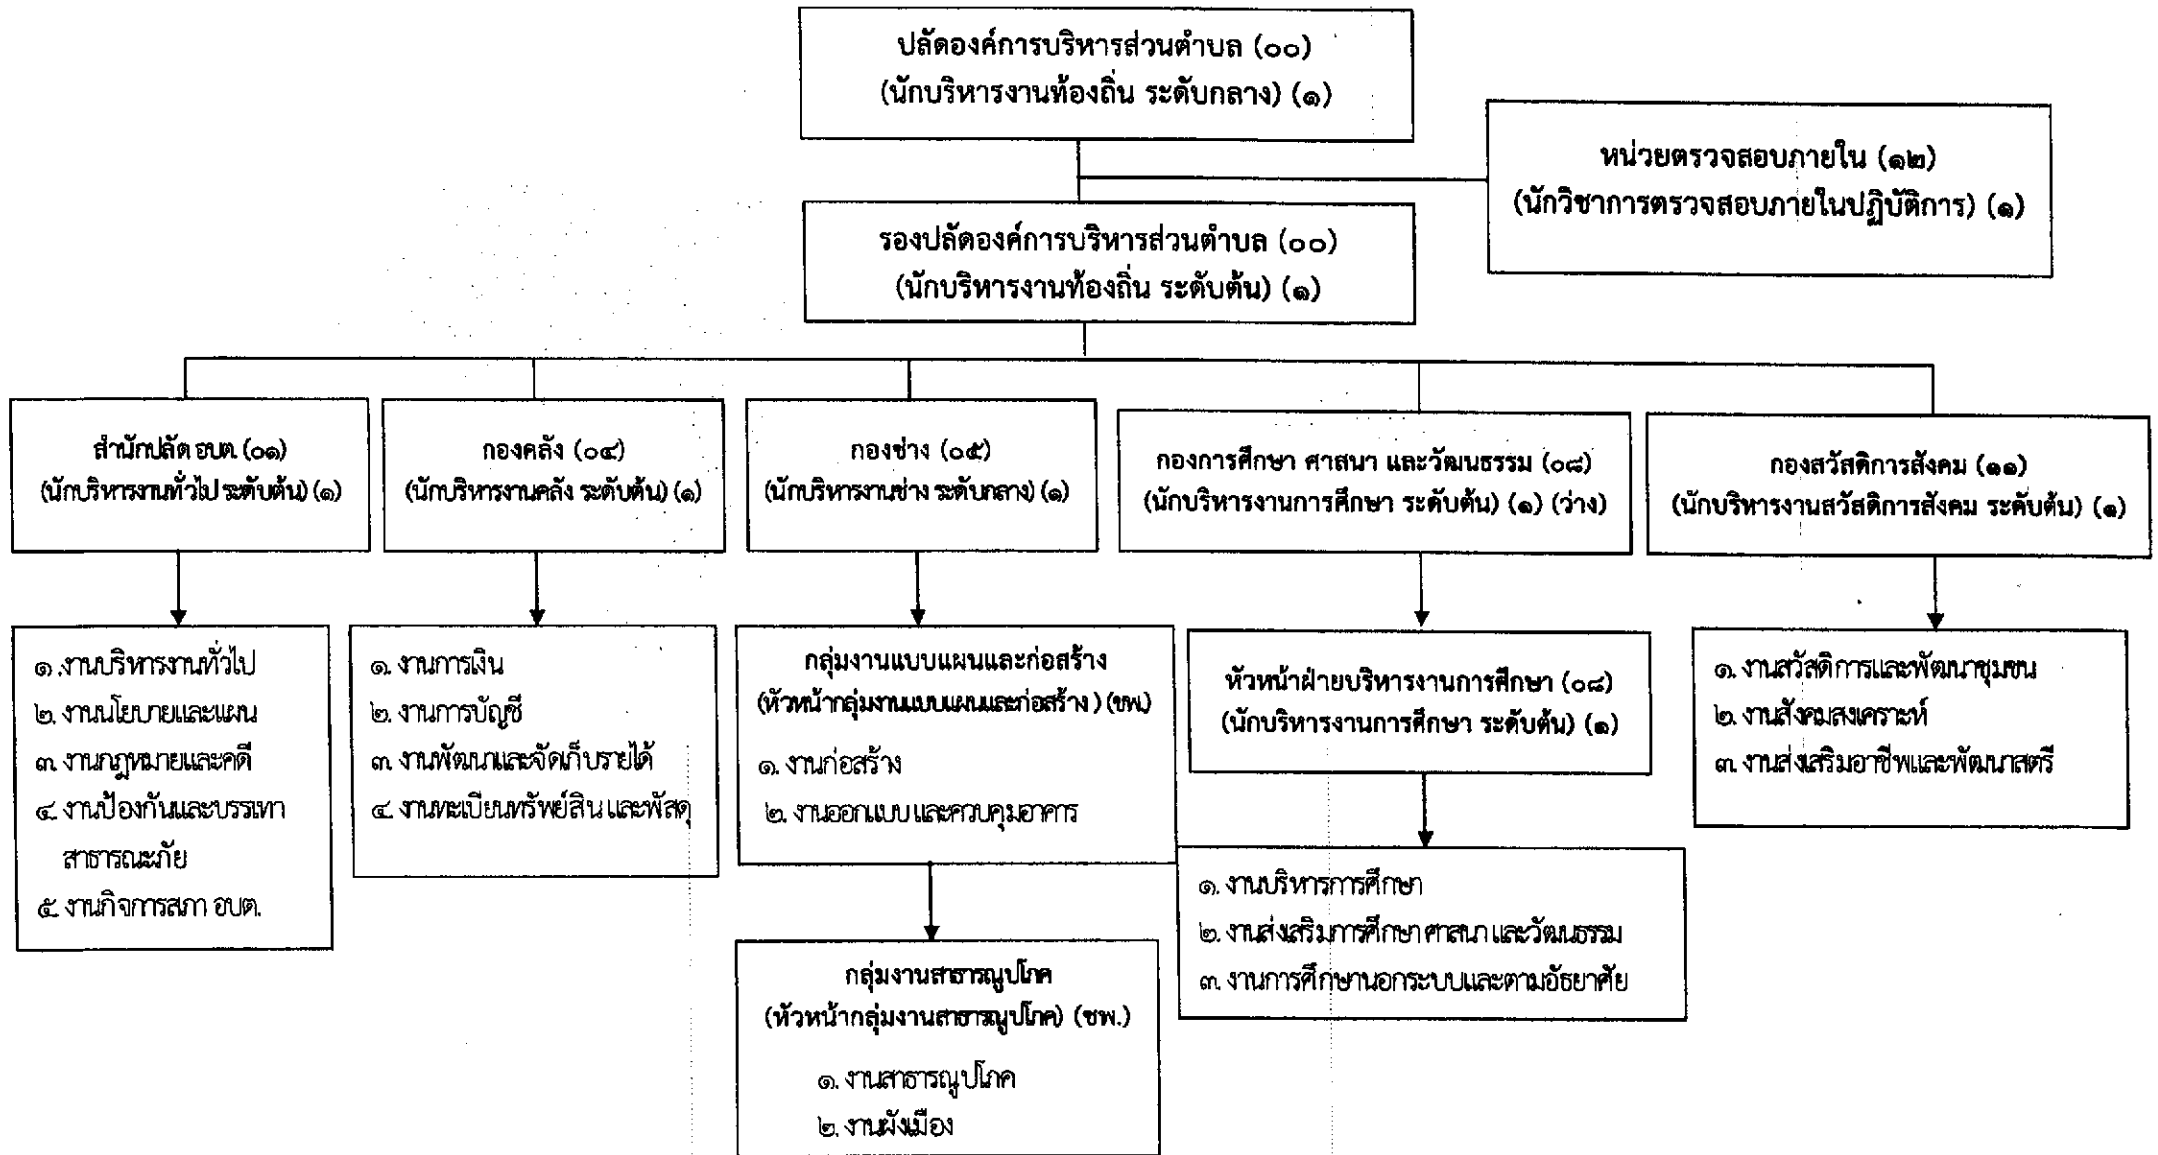 ปลัดองค์การบริหารส่วนตำบล (๐๐)
(นักบริหารงานท้องถิ่น ระดับกลาง) (๑)
หน่วยตรวจสอบภายใน (๑๒)
(นักวิชาการตรวจสอบภายในปฏิบัติการ) (๑)
รองปลัดองค์การบริหารส่วนตำบล (๐๐)
(นักบริหารงานท้องถิ่น ระดับต้น) (๑)
สำนักปลัด อบต. (๐๑)
(นักบริหารงานทั่วไป ระดับต้น) (๑)
กองคลัง (๐๔)
(นักบริหารงานคลัง ระดับต้น) (๑)
กองช่าง (๐๕)
(นักบริหารงานช่าง ระดับกลาง) (๑)
กองการศึกษา ศาสนา และวัฒนธรรม (๐๘)
(นักบริหารงานการศึกษา ระดับต้น) (๑) (ว่าง)
กองสวัสดิการสังคม (๑๑)
(นักบริหารงานสวัสดิการสังคม ระดับต้น) (๑)
๑. งานบริหารงานทั่วไป
๒. งานนโยบายและแผน
๓. งานกฎหมายและคดี
๔. งานป้องกันและบรรเทา
สาธารณะภัย
๕. งานกิจการสภา อบต.
๑. งานการเงิน
๒. งานการบัญชี
๓. งานพัฒนาและจัดเก็บรายได้
๔. งานทะเบียนทรัพย์สิน และพัสดุ
กลุ่มงานแบบแผนและก่อสร้าง
(หัวหน้ากลุ่มงานแบบแผนและก่อสร้าง ) (ชพ.)
๑. งานก่อสร้าง
๒. งานออกแบบ และควบคุมอาคาร
กลุ่มงานสาธารณูปโภค
(หัวหน้ากลุ่มงานสาธารณูปโภค) (ชพ.)
๑. งานสาธารณูปโภค
๒. งานผังเมือง
หัวหน้าฝ่ายบริหารงานการศึกษา (๐๘)
(นักบริหารงานการศึกษา ระดับต้น) (๑)
๑. งานบริหารการศึกษา
๒. งานส่งเสริมการศึกษา ศาสนา และวัฒนธรรม
๓. งานการศึกษานอกระบบและตามอัธยาศัย
๑. งานสวัสดิการและพัฒนาชุมชน
๒. งานสังคมสงเคราะห์
๓. งานส่งเสริมอาชีพและพัฒนาสตรี